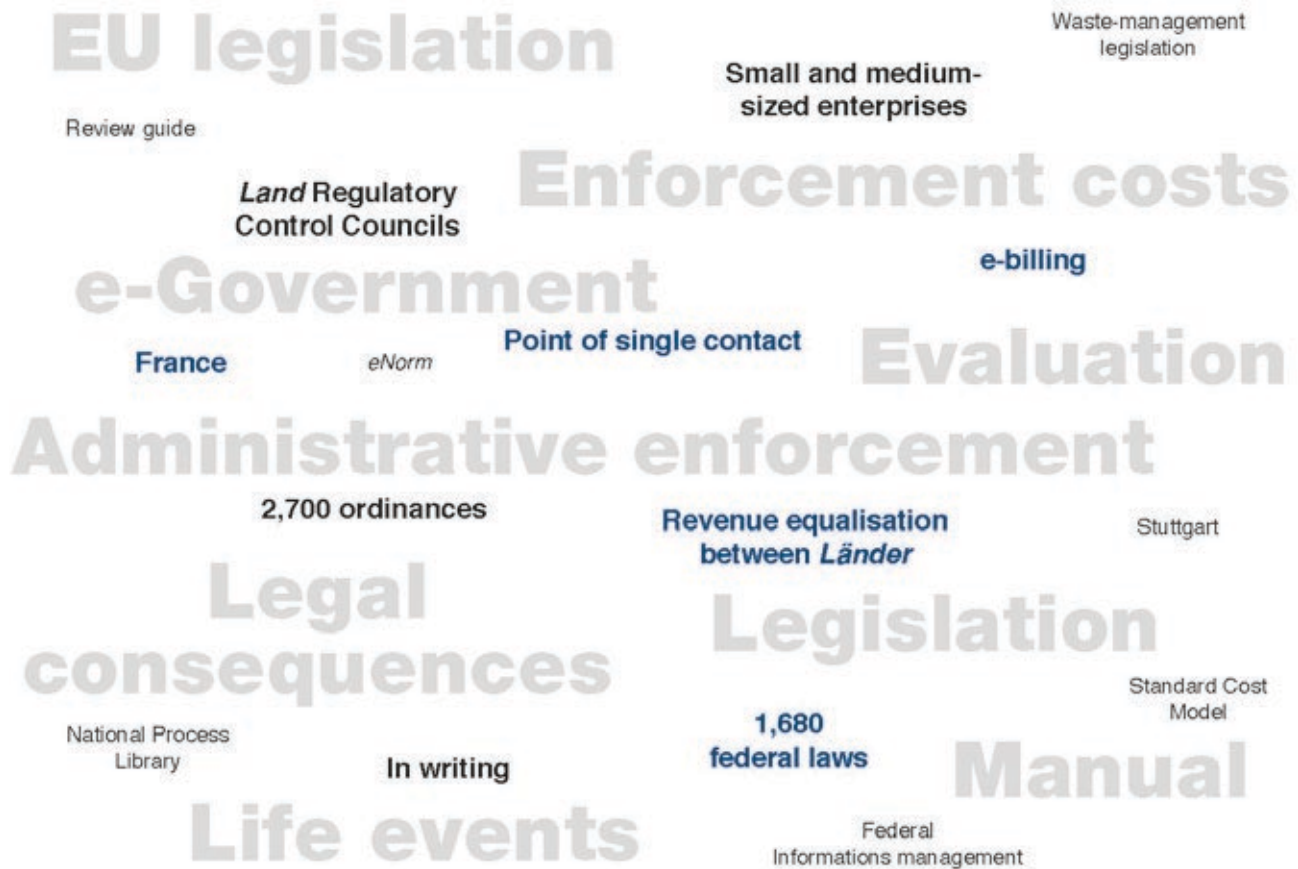 EU legislation
Waste-management
legislation
Small and medium-
sized enterprises
Review guide
Enforcement costs
Land Regulatory
Control Councils
e-Government
e-billing
Point of single contact
Evaluation
France
eNorm
Administrative enforcement
2,700 ordinances
Revenue equalisation
between Länder
Stuttgart
Legal
consequences
Legislation
Standard Cost
Model
National Process
Library
In writing
1,680
federal laws
Manual
Life events
Federal
Informations management